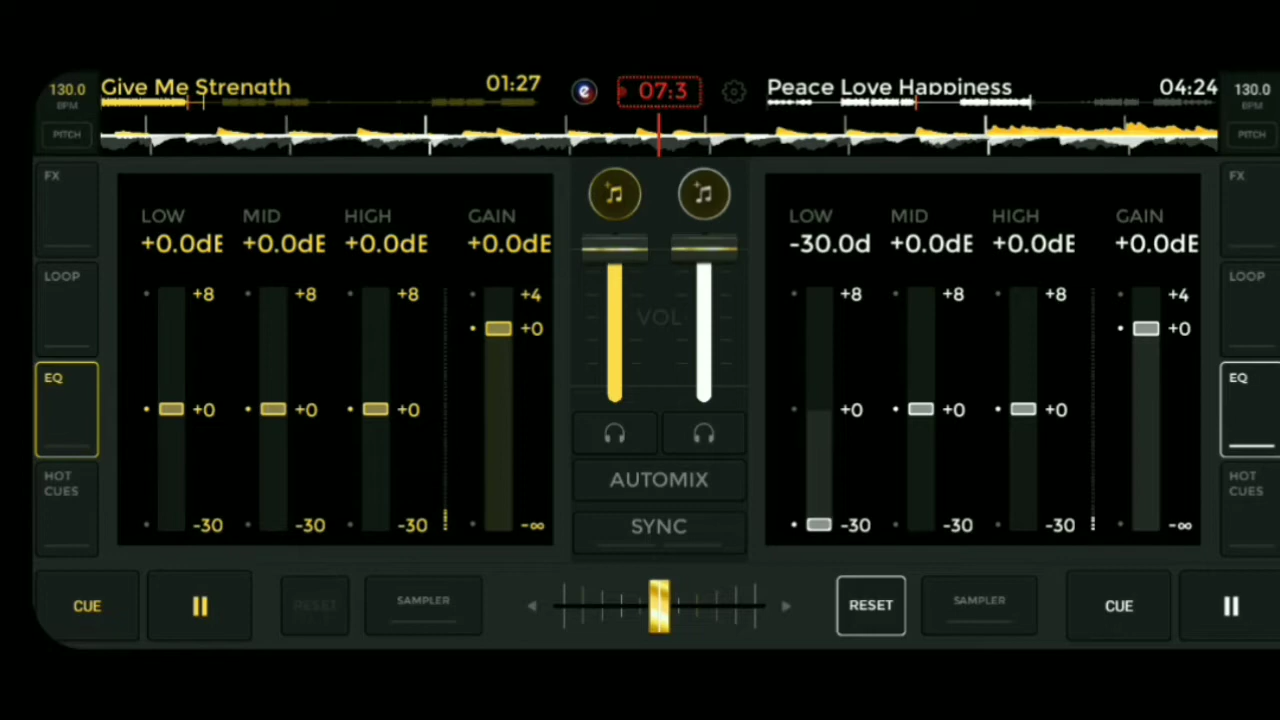 130.0
BPM
PITCH
Give Me Strength
01:27
e
07:3
Peace Love Happiness
04:24
130.0
BPM
PITCH
FX
LOOP
EQ
HOT
CUES
LOW MID HIGH GAIN
+0.0dE +0.0dE +0.0dE +0.0dE
+8 +8 +8 +4
+0
+0 +0 +0
-30 -30 -30 -∞
VOL
AUTOMIX
SYNC
LOW MID HIGH GAIN
-30.0d +0.0dE +0.0dE +0.0dE
+8 +8 +8 +4
+0
+0 +0 +0
-30 -30 -30 -∞
FX
LOOP
EQ
HOT
CUES
CUE
RESET
SAMPLER
RESET
SAMPLER
CUE